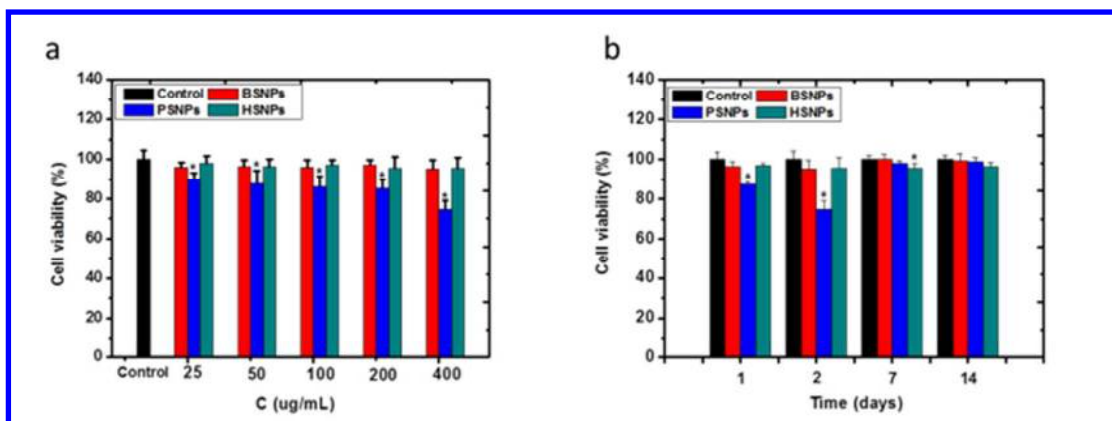 a
140
120
100
80
60
40
20
0
Cell viability (%)
Control BSNPs
PSNPs HSNPs
* * * * *
Control 25 50 100 200 400
C (ug/mL)
b
140
120
100
80
60
40
20
0
Cell viability (%)
Control BSNPs
PSNPs HSNPs
* * *
1 2 7 14
Time (days)